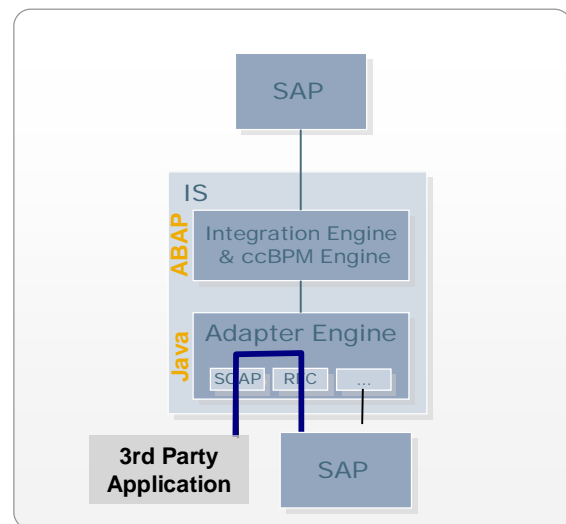 SAP
IS
ABAP
Integration Engine
& ccBPM Engine
Java
Adapter Engine
SOAP
RFC
...
3rd Party
Application
SAP